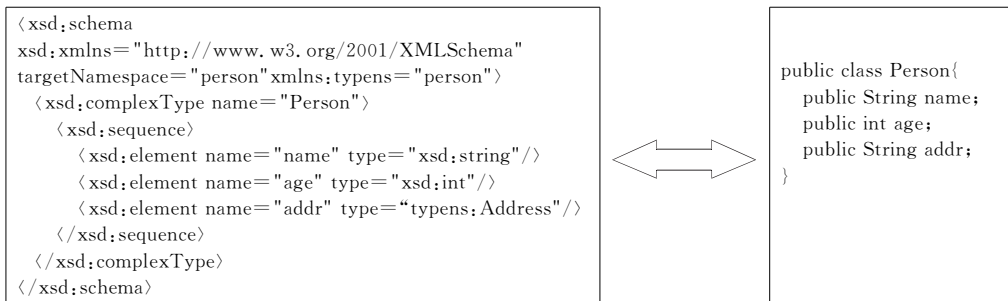 〈xsd:schema
xsd:xmlns="http://www.w3.org/2001/XMLSchema"
targetNamespace="person"xmlns:typens="person"〉
〈xsd:complexType name="Person"〉
〈xsd:sequence〉
〈xsd:element name="name" type="xsd:string"/〉
〈xsd:element name="age" type="xsd:int"/〉
〈xsd:element name="addr" type=“typens:Address"/〉
〈/xsd:sequence〉
〈/xsd:complexType〉
〈/xsd:schema〉
public class Person{
public String name;
public int age;
public String addr;
}